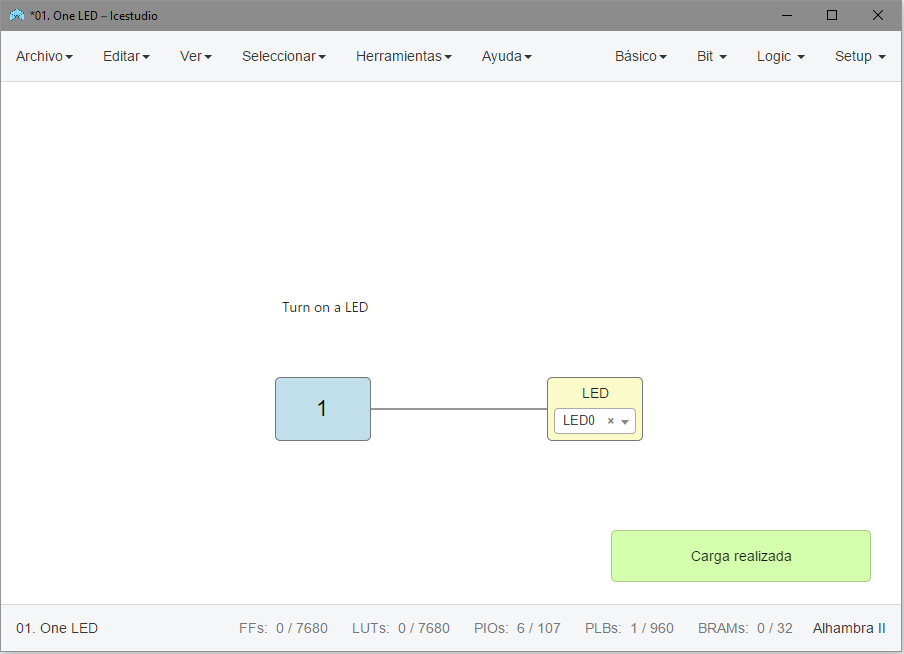 *01. One LED – Icestudio
Archivo Editar Ver Seleccionar Herramientas Ayuda Básico Bit Logic Setup
Turn on a LED
1
LED
LED0 ×
Carga realizada
01. One LED FFs: 0 / 7680 LUTs: 0 / 7680 PIOs: 6 / 107 PLBs: 1 / 960 BRAMs: 0 / 32 Alhambra II